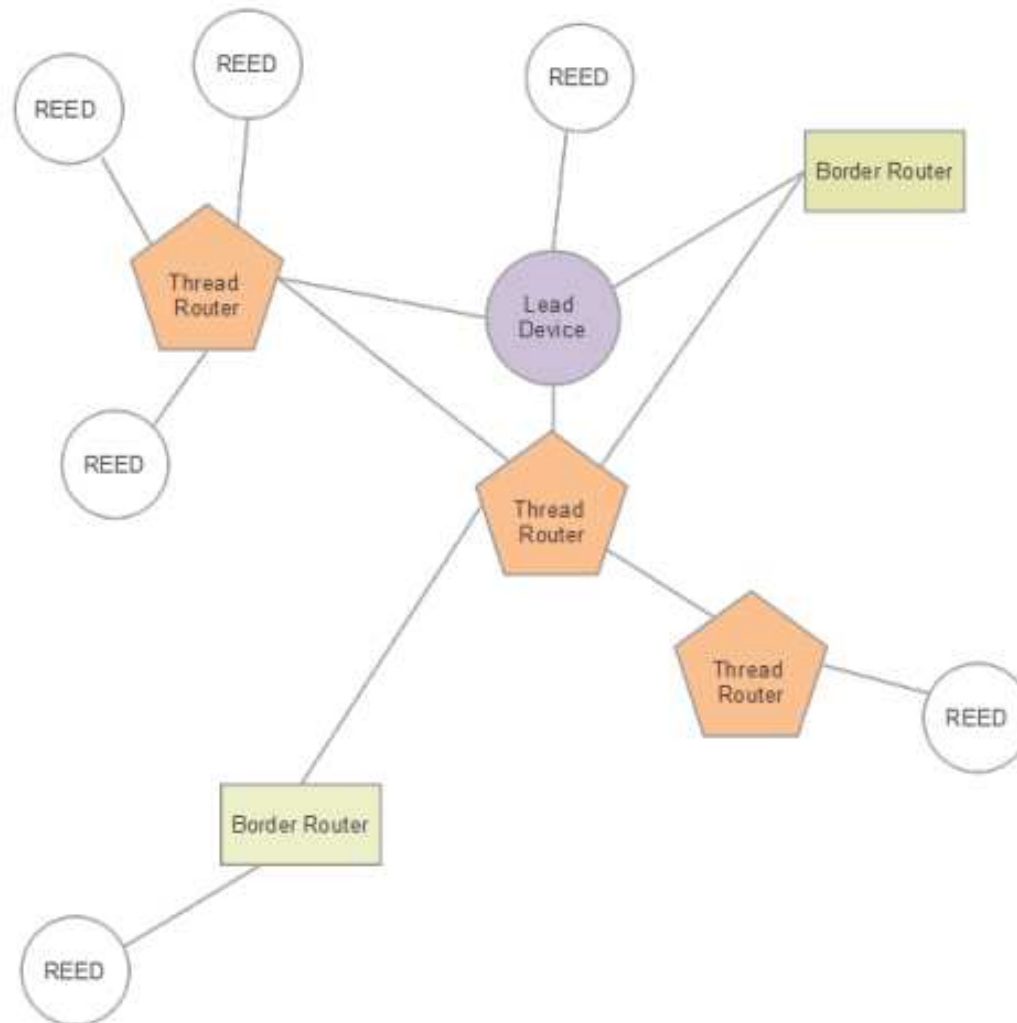 REED
REED
REED
Border Router
Thread
Router
Lead
Device
REED
Thread
Router
Thread
Router
REED
Border Router
REED